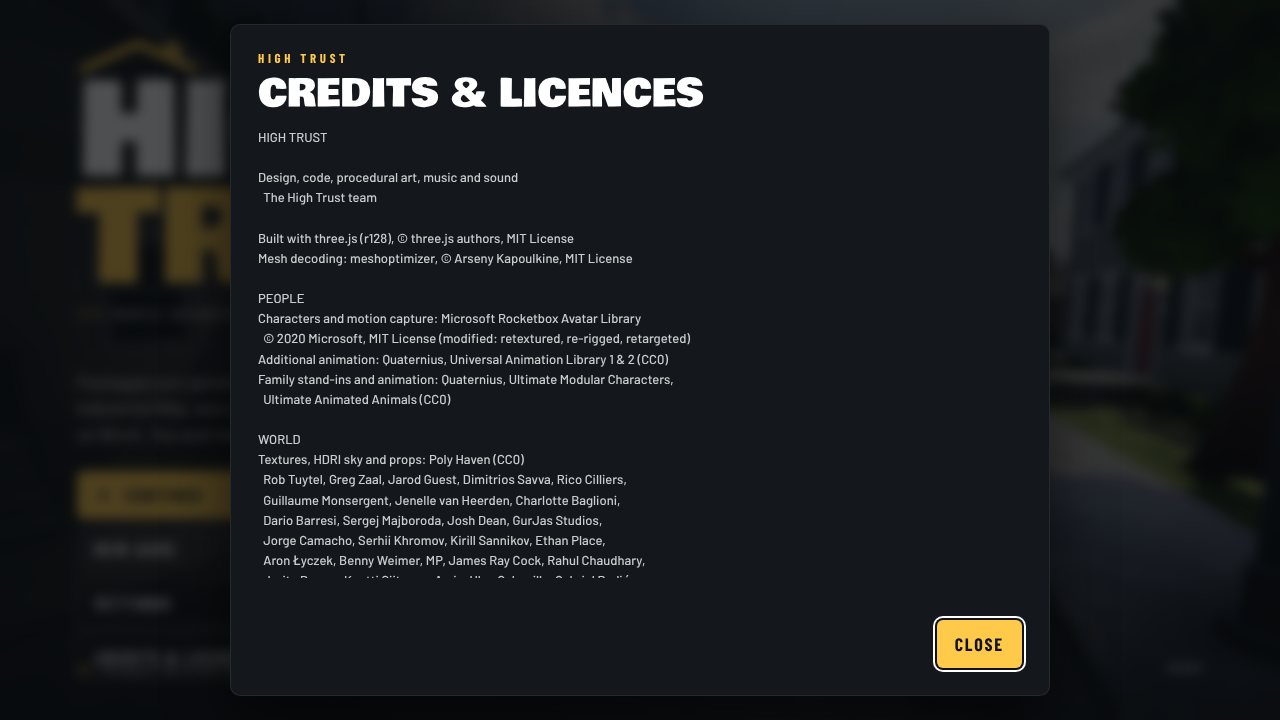 HIGH TRUST
CREDITS & LICENCES
HIGH TRUST
Design, code, procedural art, music and sound
The High Trust team
Built with three.js (r128), © three.js authors, MIT License
Mesh decoding: meshoptimizer, © Arseny Kapoulkine, MIT License
PEOPLE
Characters and motion capture: Microsoft Rocketbox Avatar Library
© 2020 Microsoft, MIT License (modified: retextured, re-rigged, retargeted)
Additional animation: Quaternius, Universal Animation Library 1 & 2 (CC0)
Family stand-ins and animation: Quaternius, Ultimate Modular Characters,
Ultimate Animated Animals (CC0)
WORLD
Textures, HDRI sky and props: Poly Haven (CC0)
Rob Tuytel, Greg Zaal, Jarod Guest, Dimitrios Savva, Rico Cilliers,
Guillaume Monsergent, Jenelle van Heerden, Charlotte Baglioni,
Dario Barresi, Sergej Majboroda, Josh Dean, GurJas Studios,
Jorge Camacho, Serhii Khromov, Kirill Sannikov, Ethan Place,
Aron Łyczek, Benny Weimer, MP, James Ray Cock, Rahul Chaudhary,
CLOSE